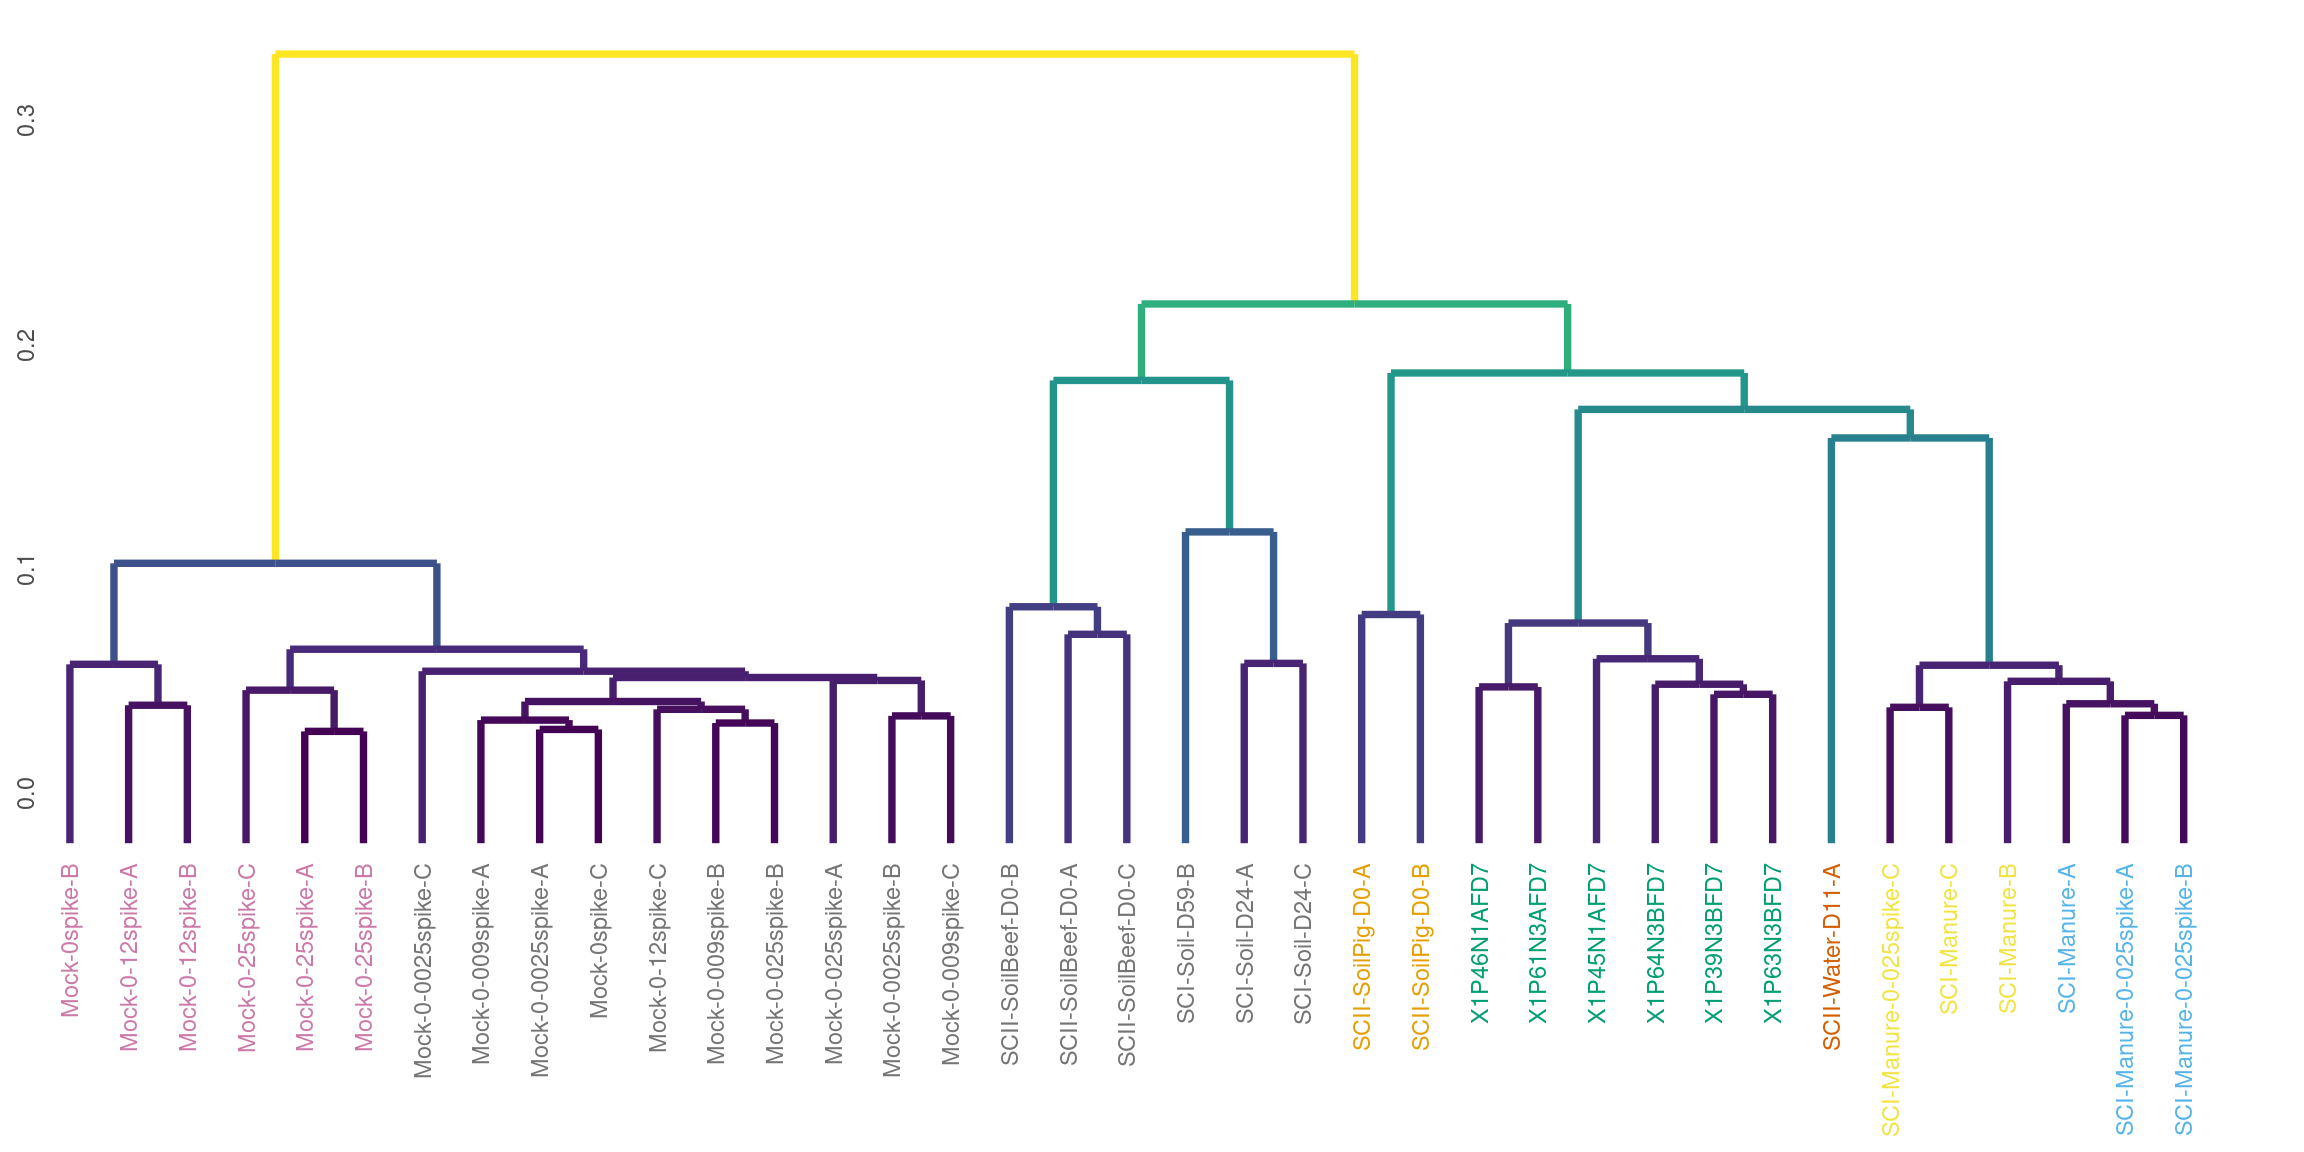 0.3
0.2
0.1
0.0
Mock-0spike-B
Mock-0-12spike-A
Mock-0-12spike-B
Mock-0-25spike-C
Mock-0-25spike-A
Mock-0-25spike-B
Mock-0-0025spike-C
Mock-0-009spike-A
Mock-0-0025spike-A
Mock-0spike-C
Mock-0-12spike-C
Mock-0-009spike-B
Mock-0-025spike-B
Mock-0-025spike-A
Mock-0-0025spike-B
Mock-0-009spike-C
SCII-SoilBeef-D0-B
SCII-SoilBeef-D0-A
SCII-SoilBeef-D0-C
SCI-Soil-D59-B
SCI-Soil-D24-A
SCI-Soil-D24-C
SCII-SoilPig-D0-A
SCII-SoilPig-D0-B
X1P46N1AFD7
X1P61N3AFD7
X1P45N1AFD7
X1P64N3BFD7
X1P39N3BFD7
X1P63N3BFD7
SCII-Water-D11-A
SCI-Manure-0-025spike-C
SCI-Manure-C
SCI-Manure-B
SCI-Manure-A
SCI-Manure-0-025spike-A
SCI-Manure-0-025spike-B